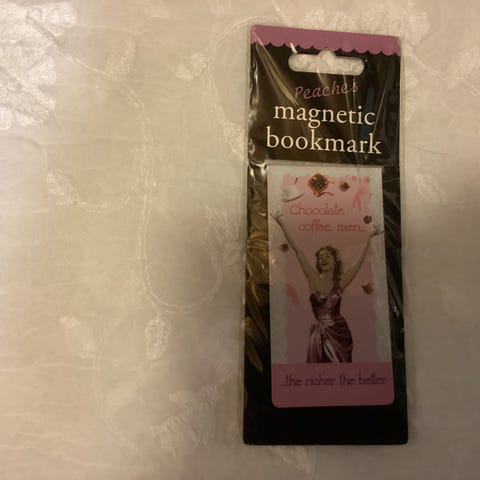 Peaches
magnetic
bookmark
Chocolate,
coffee, men...
...the richer the better